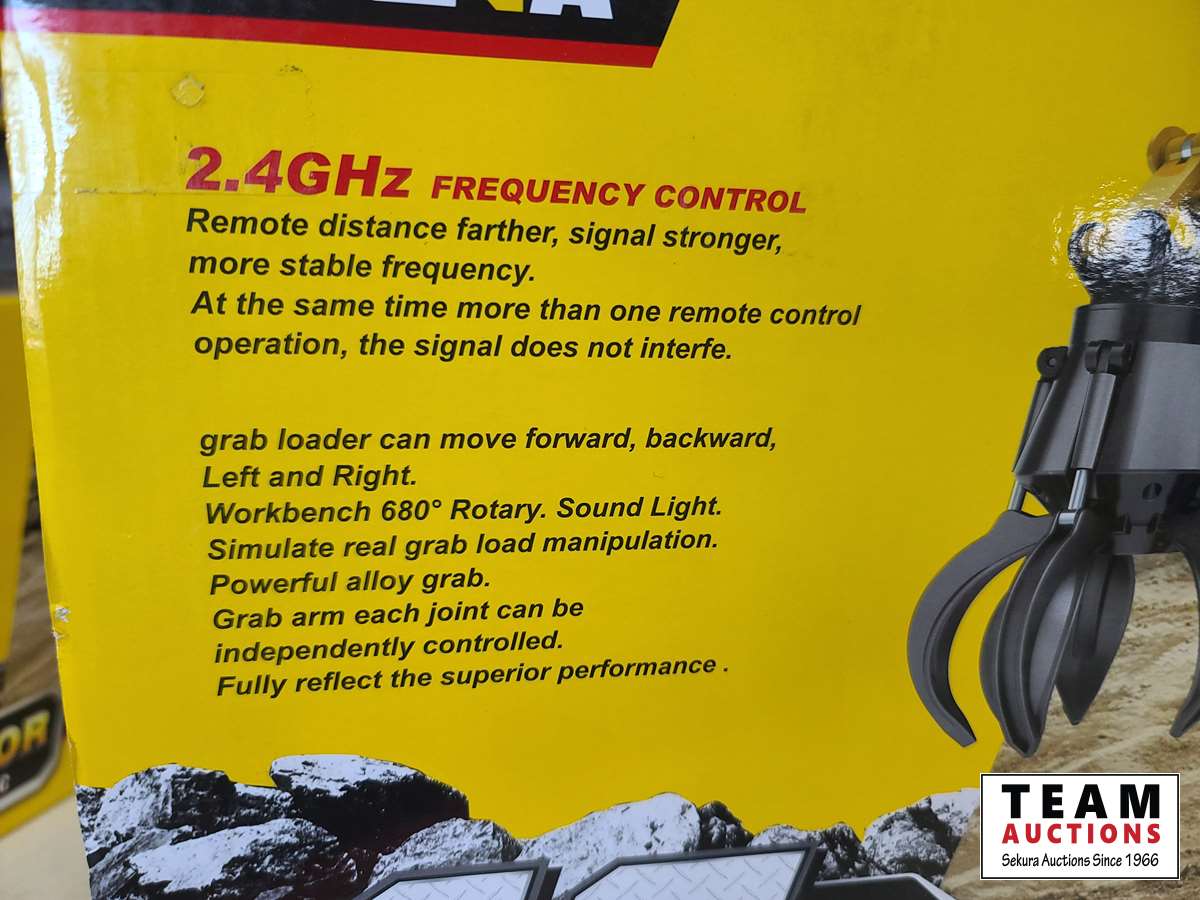 2.4GHz FREQUENCY CONTROL
Remote distance farther, signal stronger,
more stable frequency.
At the same time more than one remote control
operation, the signal does not interfe.
grab loader can move forward, backward,
Left and Right.
Workbench 680° Rotary. Sound Light.
Simulate real grab load manipulation.
Powerful alloy grab.
Grab arm each joint can be
independently controlled.
Fully reflect the superior performance .
OR
TEAM
AUCTIONS
Sekura Auctions Since 1966